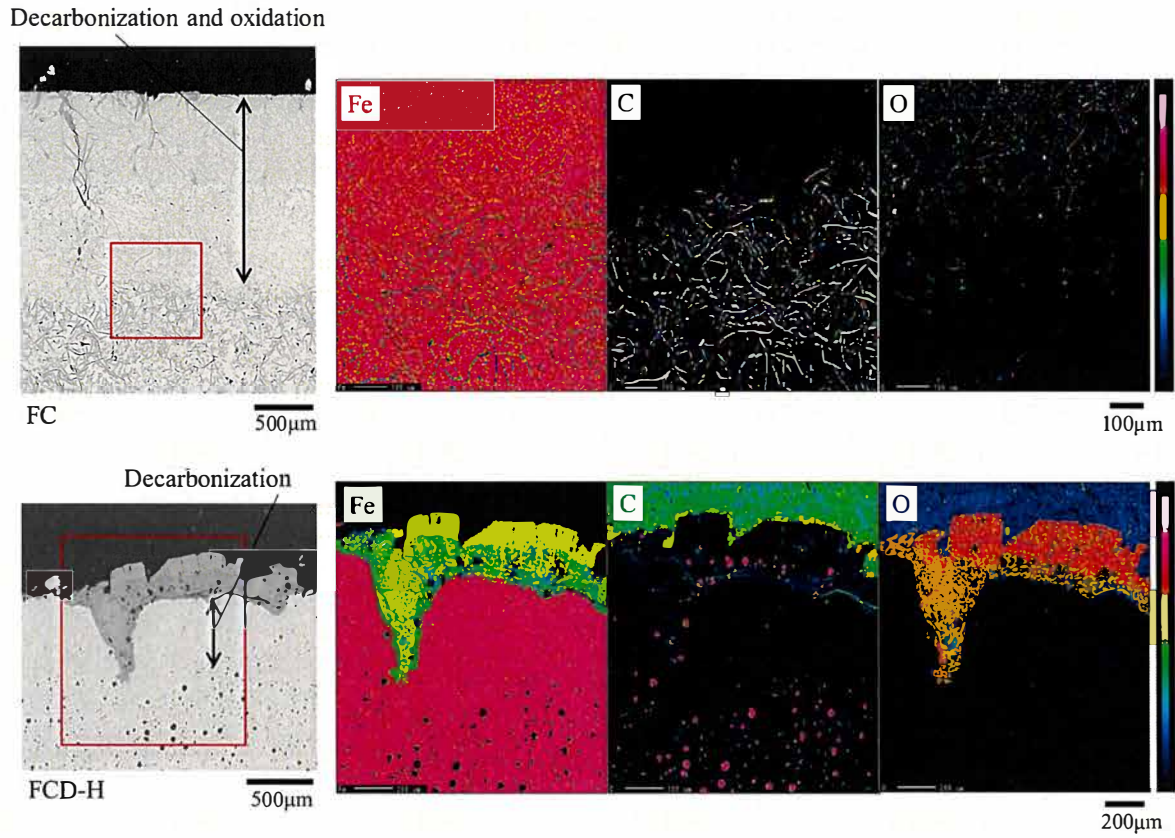 Decarbonization and oxidation
Fe
C
O
FC
500μm
100μm
Decarbonization
Fe
C
O
FCD-H
500μm
200μm